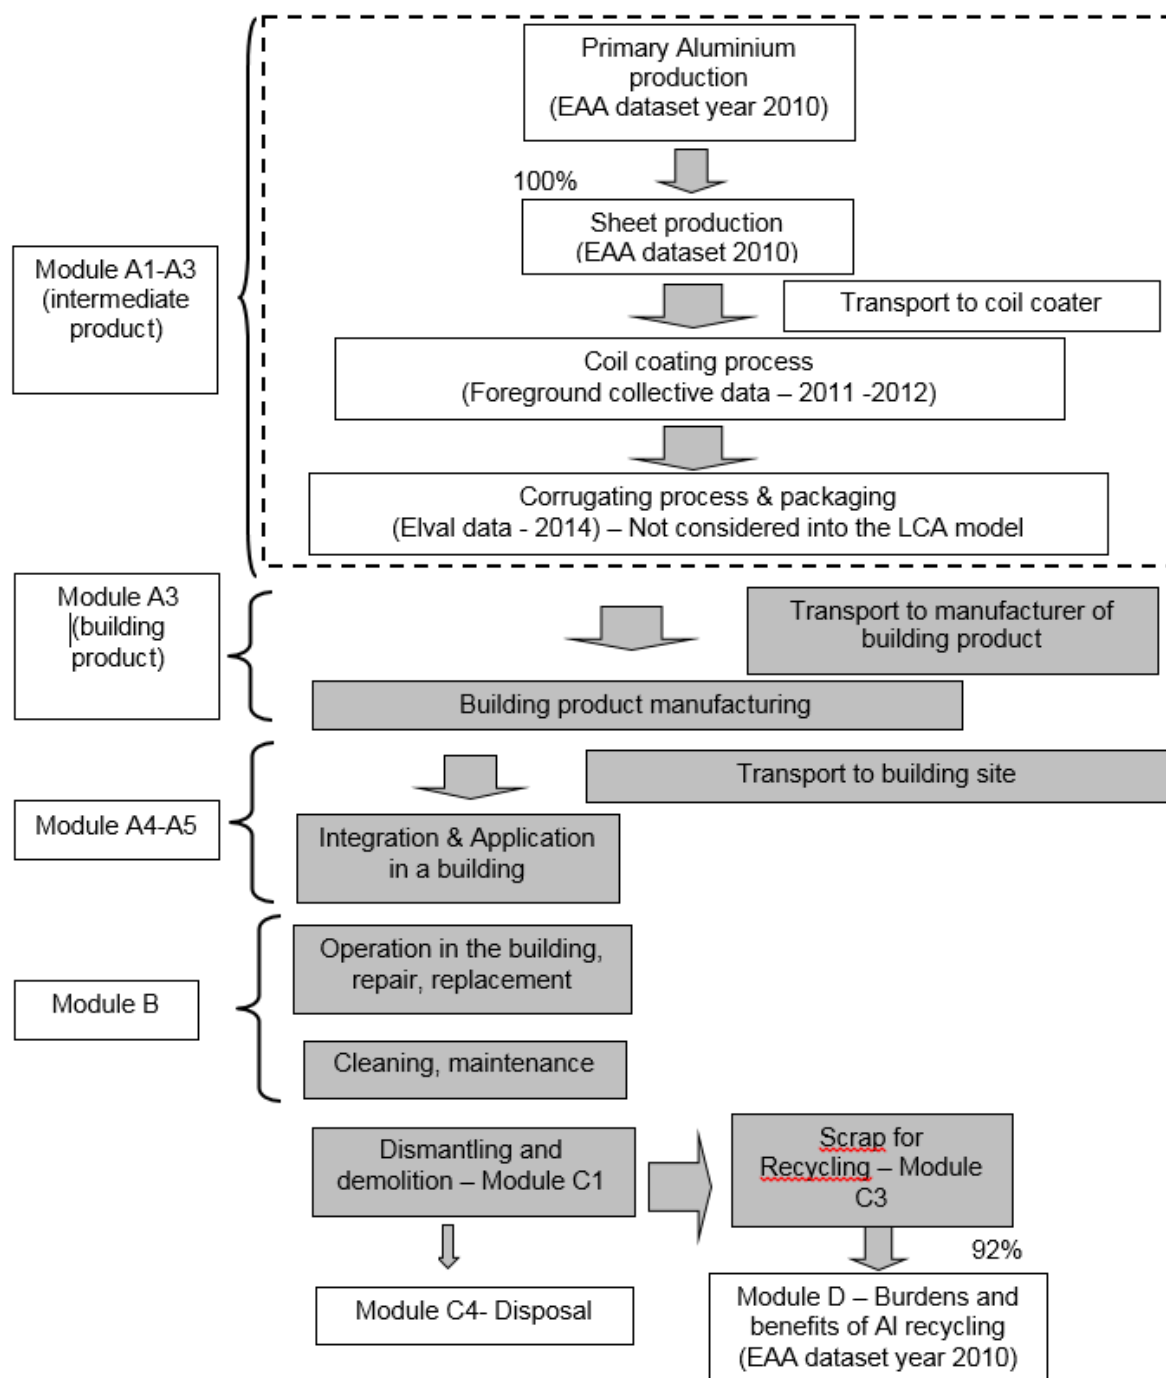 Primary Aluminium
production
(EAA dataset year 2010)
100%
Sheet production
(EAA dataset 2010)
Module A1-A3
(intermediate
product)
Transport to coil coater
Coil coating process
(Foreground collective data – 2011 -2012)
Corrugating process & packaging
(Elval data - 2014) – Not considered into the LCA model
Module A3
(building
product)
Transport to manufacturer of
building product
Building product manufacturing
Transport to building site
Module A4-A5
Integration & Application
in a building
Operation in the building,
repair, replacement
Module B
Cleaning, maintenance
Dismantling and
demolition – Module C1
Scrap for
Recycling – Module
C3
92%
Module C4- Disposal
Module D – Burdens and
benefits of Al recycling
(EAA dataset year 2010)